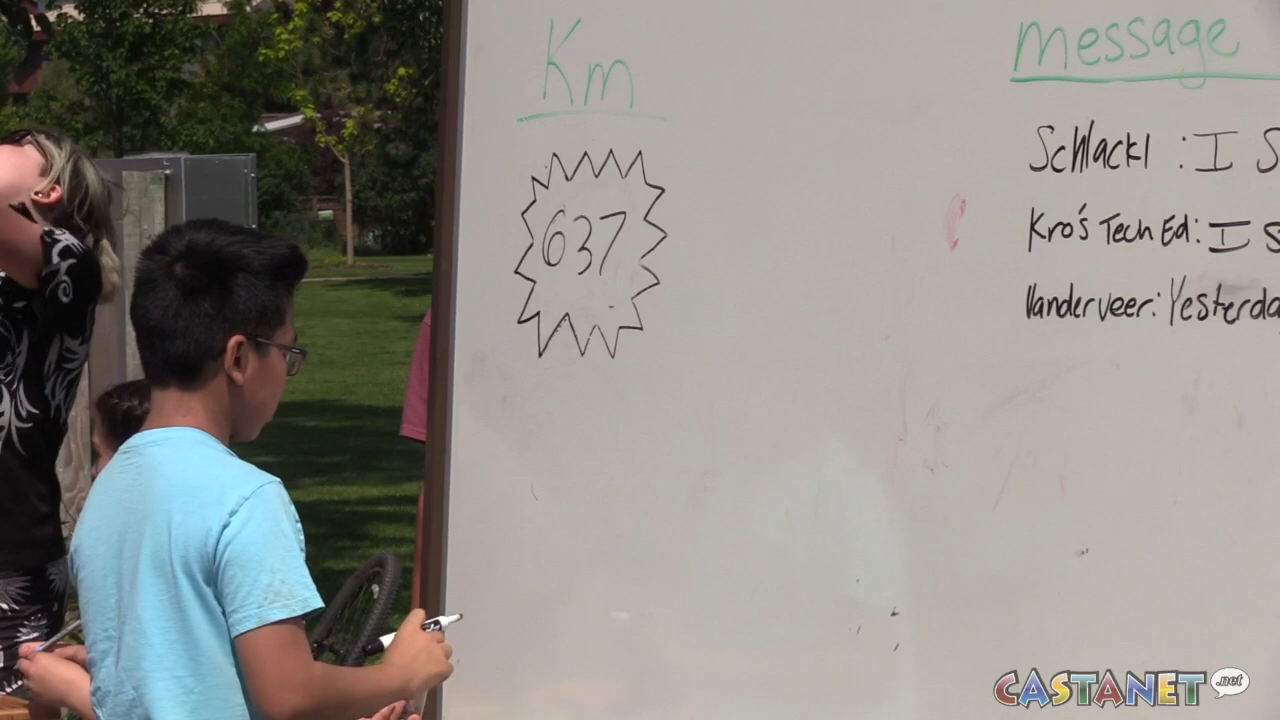 Km
637
message
Schlackl : I S
Kro's Tech Ed: I S
Vanderveer: Yesterda
CASTANET.net